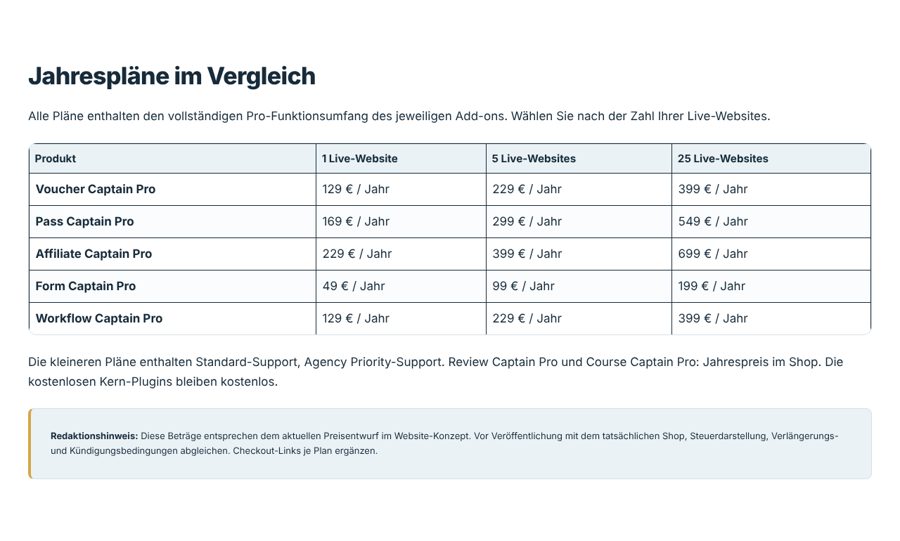 Jahrespläne im Vergleich
Alle Pläne enthalten den vollständigen Pro-Funktionsumfang des jeweiligen Add-ons. Wählen Sie nach der Zahl Ihrer Live-Websites.
Produkt 1 Live-Website 5 Live-Websites 25 Live-Websites
Voucher Captain Pro 129 € / Jahr 229 € / Jahr 399 € / Jahr
Pass Captain Pro 169 € / Jahr 299 € / Jahr 549 € / Jahr
Affiliate Captain Pro 229 € / Jahr 399 € / Jahr 699 € / Jahr
Form Captain Pro 49 € / Jahr 99 € / Jahr 199 € / Jahr
Workflow Captain Pro 129 € / Jahr 229 € / Jahr 399 € / Jahr
Die kleineren Pläne enthalten Standard-Support, Agency Priority-Support. Review Captain Pro und Course Captain Pro: Jahrespreis im Shop. Die
kostenlosen Kern-Plugins bleiben kostenlos.
Redaktionshinweis: Diese Beträge entsprechen dem aktuellen Preisentwurf im Website-Konzept. Vor Veröffentlichung mit dem tatsächlichen Shop, Steuerdarstellung, Verlängerungs-
und Kündigungsbedingungen abgleichen. Checkout-Links je Plan ergänzen.